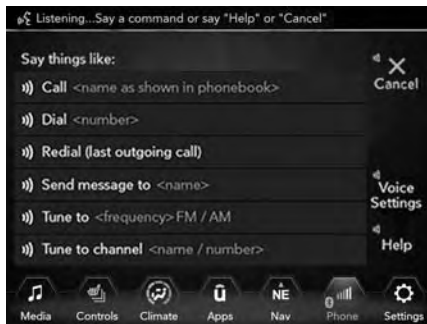 Listening...Say a command or say "Help" or "Cancel"
Say things like:
Call <name as shown in phonebook>
Cancel
Dial <number>
Redial (last outgoing call)
Send message to <name>
Voice
Settings
Tune to <frequency> FM / AM
Help
Tune to channel <name / number>
û
NE
Media Controls Climate Apps Nav Phone Settings